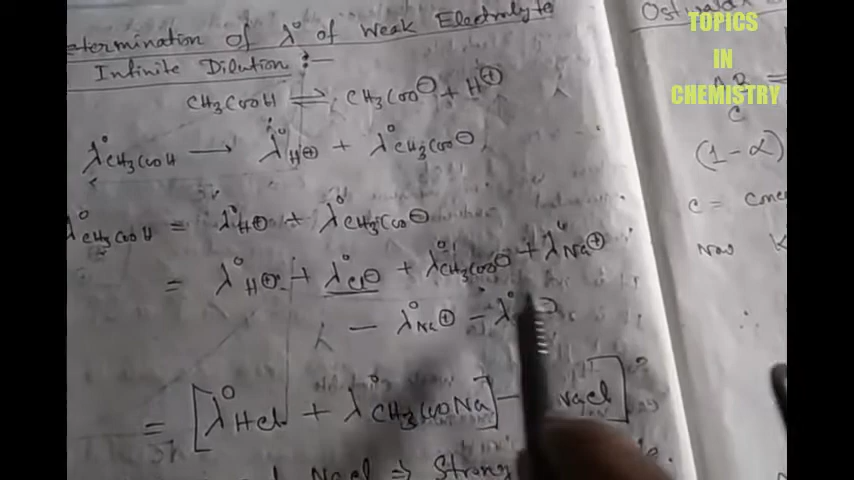 etermination of λ° of Weak Electrolyte
Infinite Dilution :-
CH3COOH ⇌ CH3COO⊖ + H⊕
λ°CH3COOH → λ°H⊕ + λ°CH3COO⊖
λ°CH3COOH = λ°H⊕ + λ°CH3COO⊖
= λ°H⊕ + λ°Cl⊖ + λ°CH3COO⊖ + λ°Na⊕
- λ°Na⊕ - λ°
= [λ°HCl + λ°CH3COONa] - NaCl]
NaCl ⇒ Strong
TOPICS
IN
CHEMISTRY
C
(1-α)
C = Conc
Now K